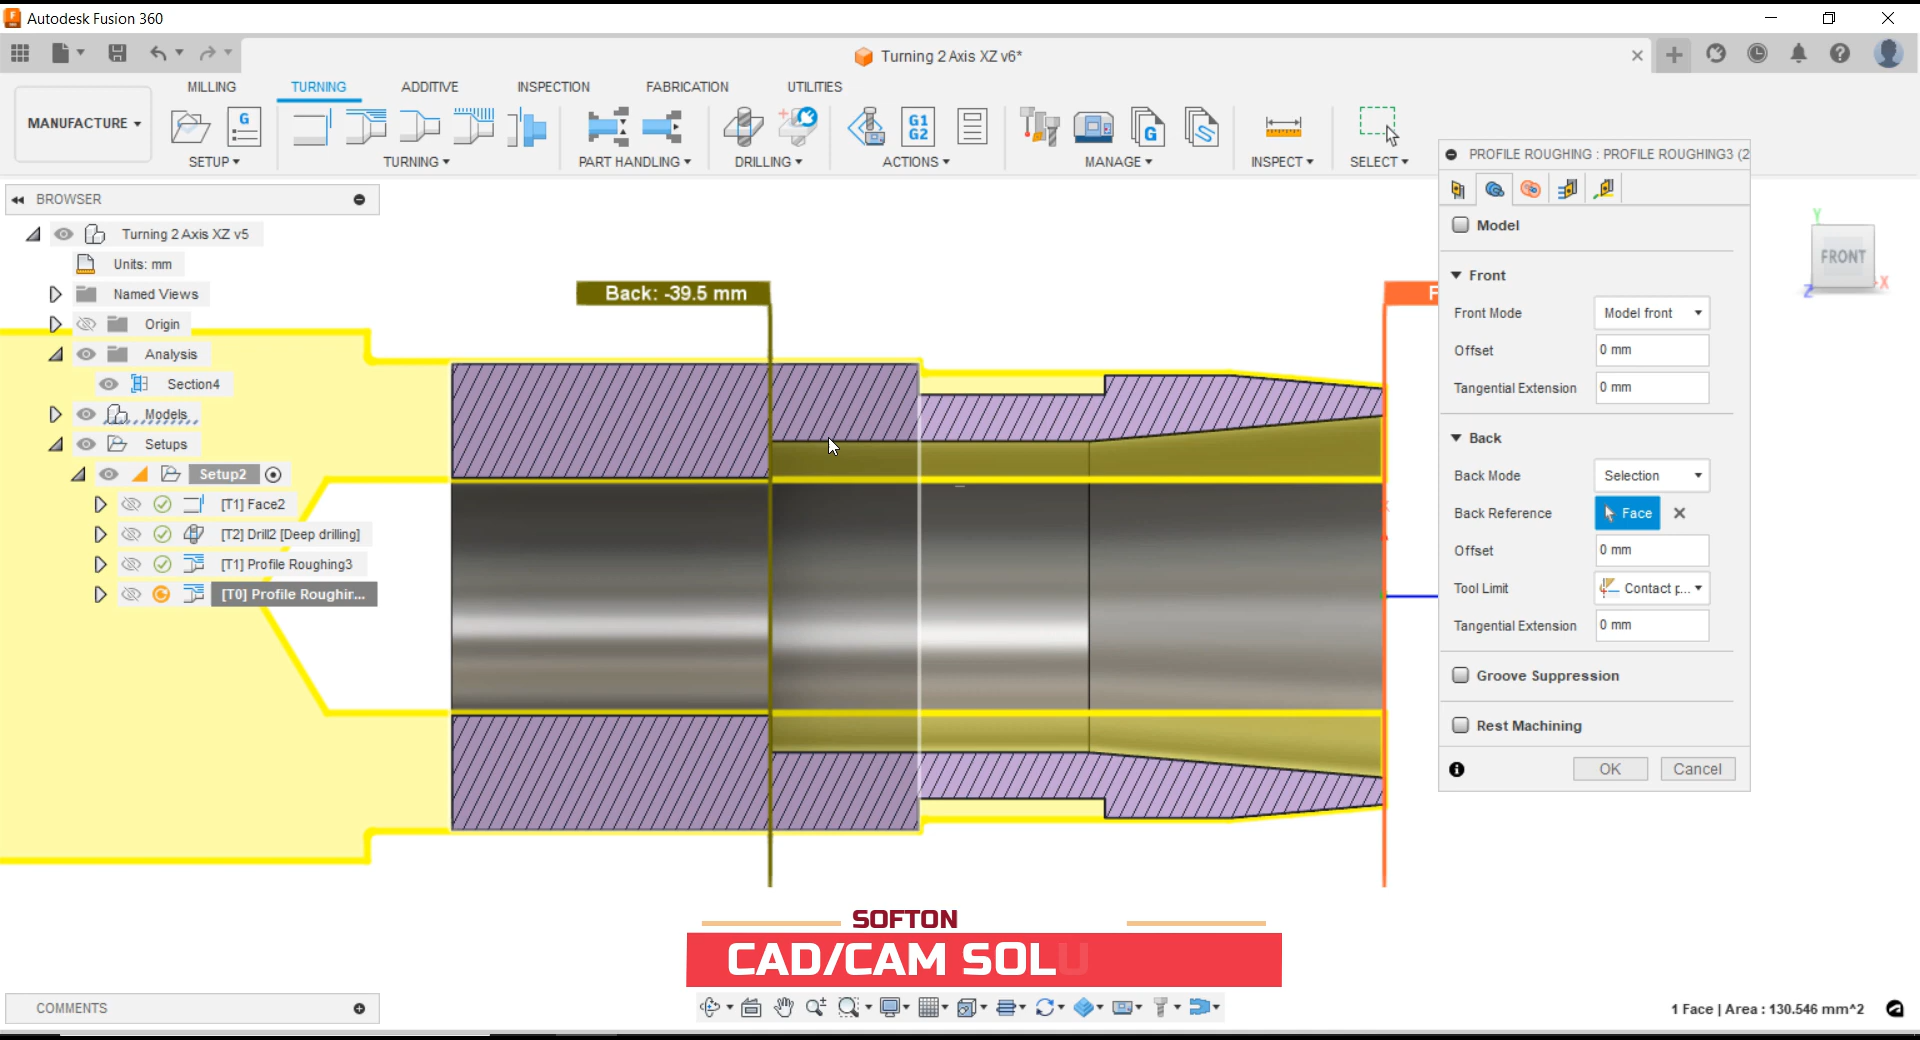 Autodesk Fusion 360
Turning 2 Axis XZ v6*
MILLING TURNING ADDITIVE INSPECTION FABRICATION UTILITIES
MANUFACTURE
G G1 G2 G
SETUP TURNING PART HANDLING DRILLING ACTIONS MANAGE INSPECT SELECT
BROWSER
Turning 2 Axis XZ v5
Units: mm
Named Views
Origin
Analysis
Section4
Models
Setups
Setup2
[T1] Face2
[T2] Drill2 [Deep drilling]
[T1] Profile Roughing3
[T0] Profile Roughir...
Back: -39.5 mm
F
PROFILE ROUGHING : PROFILE ROUGHING3 (2
Model
Front
Front Mode Model front
Offset 0 mm
Tangential Extension 0 mm
Back
Back Mode Selection
Back Reference Face
Offset 0 mm
Tool Limit Contact p...
Tangential Extension 0 mm
Groove Suppression
Rest Machining
OK Cancel
Y
FRONT
Z X
SOFTON
CAD/CAM SOLU
COMMENTS
1 Face | Area : 130.546 mm^2